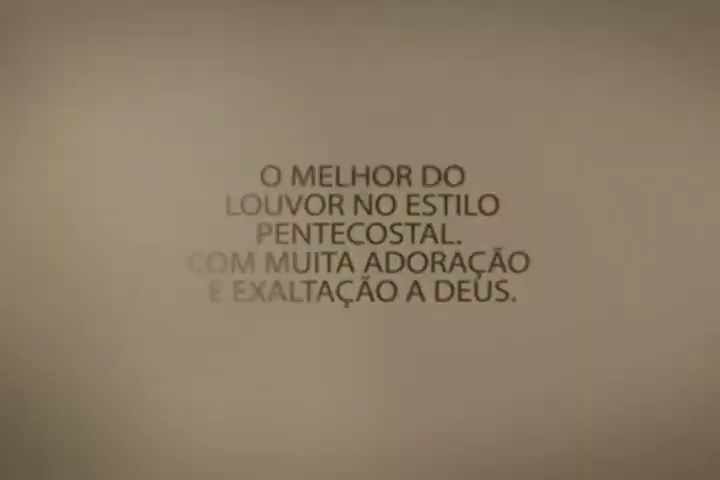 O MELHOR DO
LOUVOR NO ESTILO
PENTECOSTAL.
COM MUITA ADORAÇÃO
E EXALTAÇÃO A DEUS.